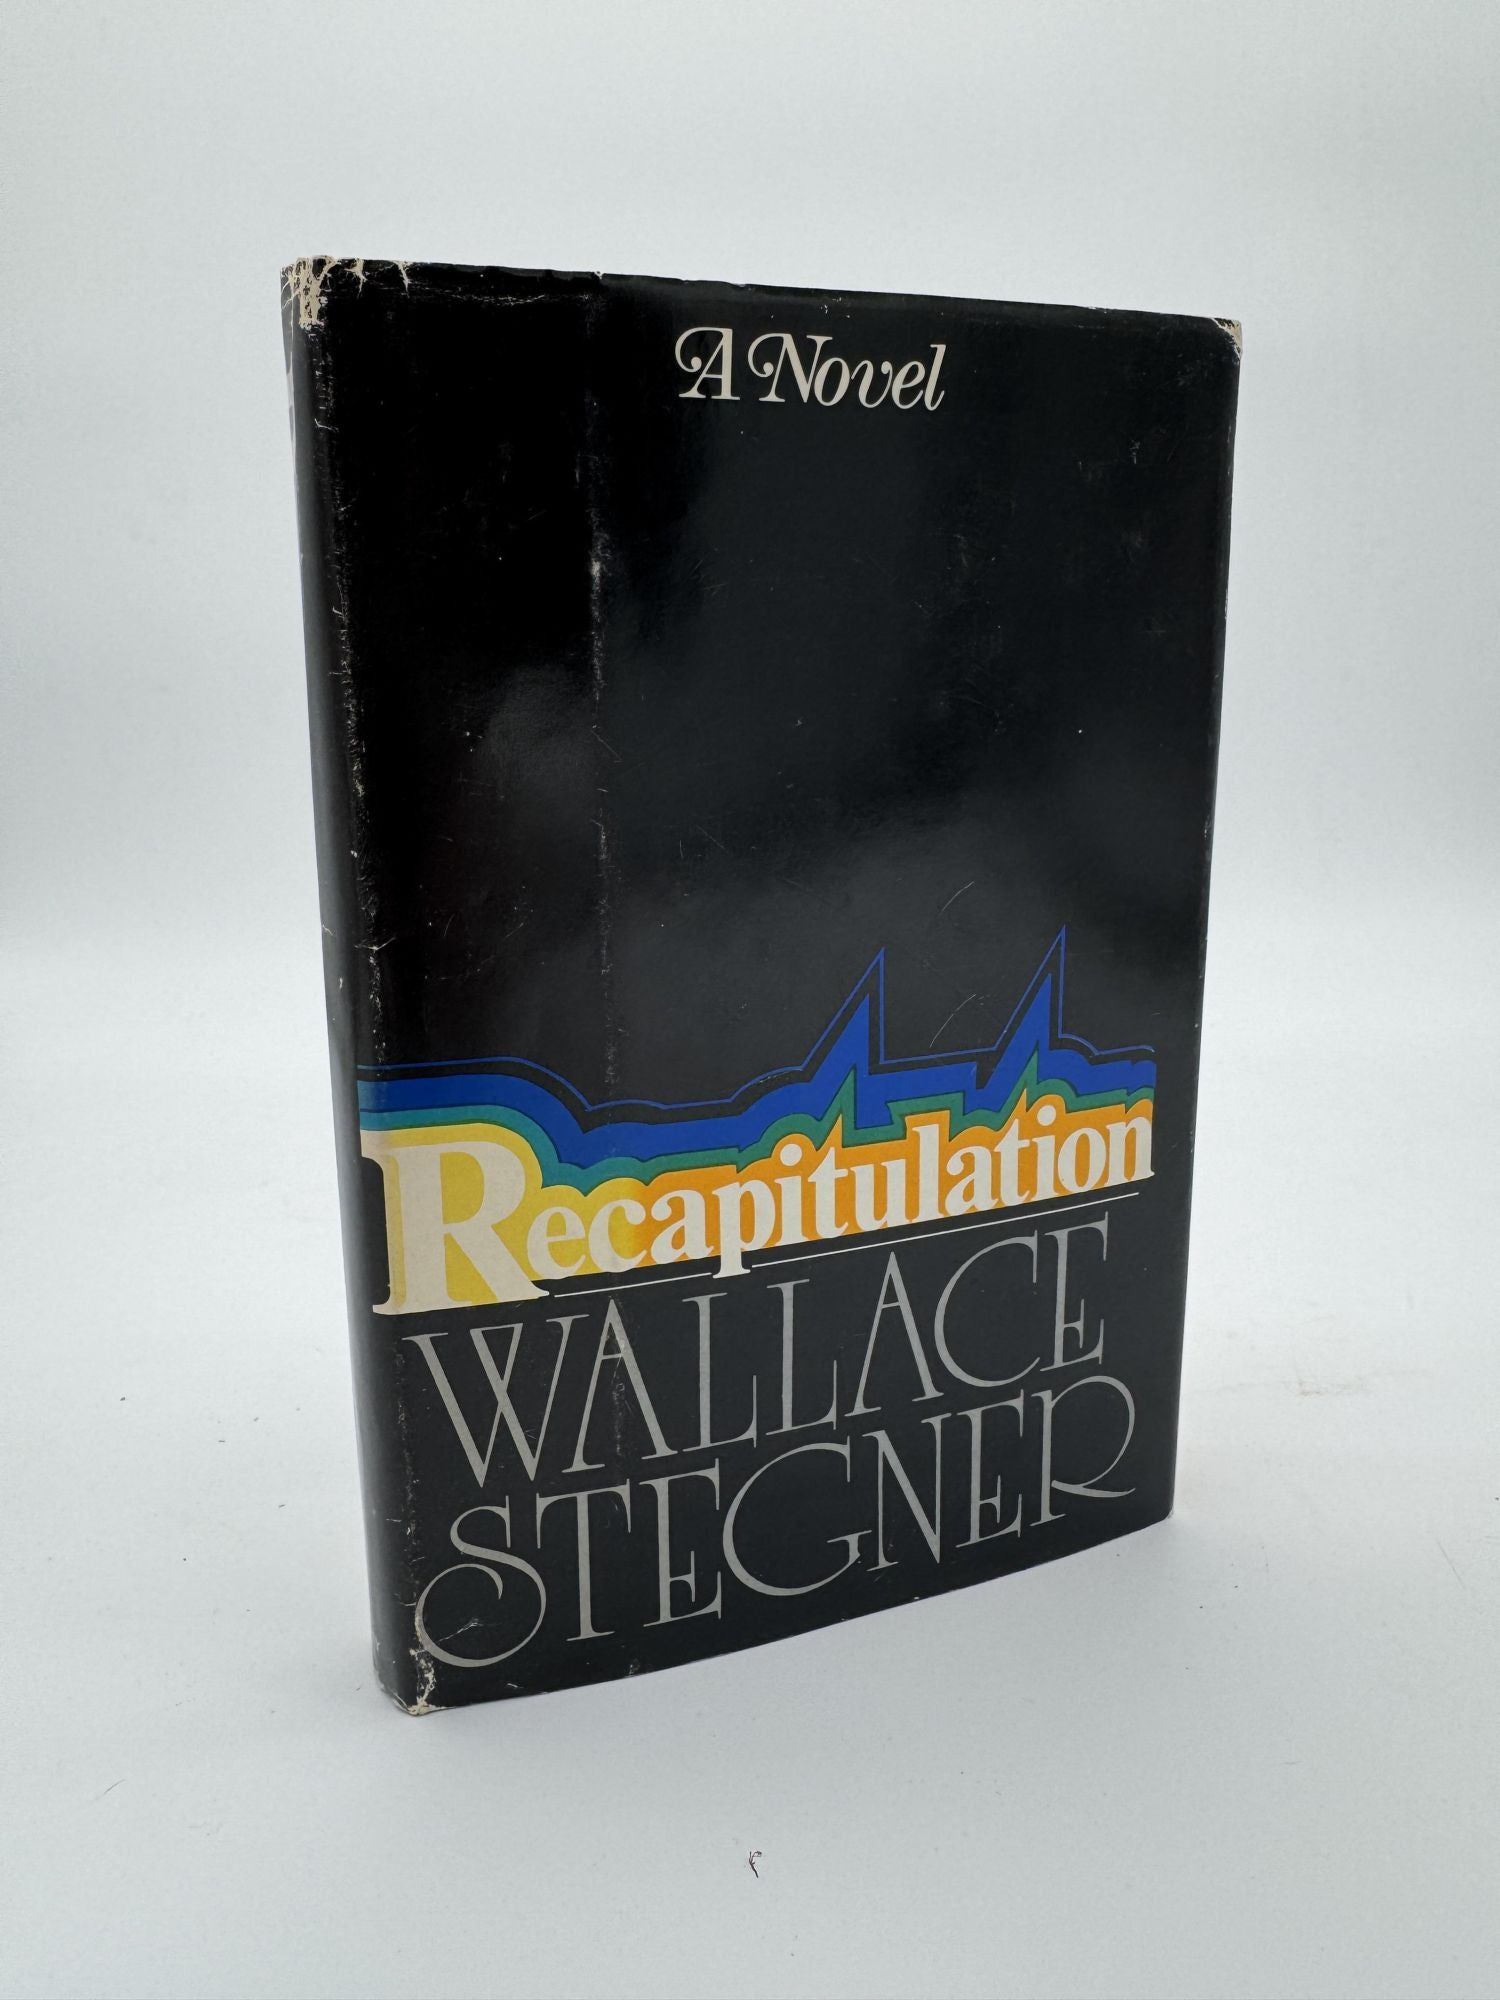 A Novel
Recapitulation
WALLACE
STEGNER